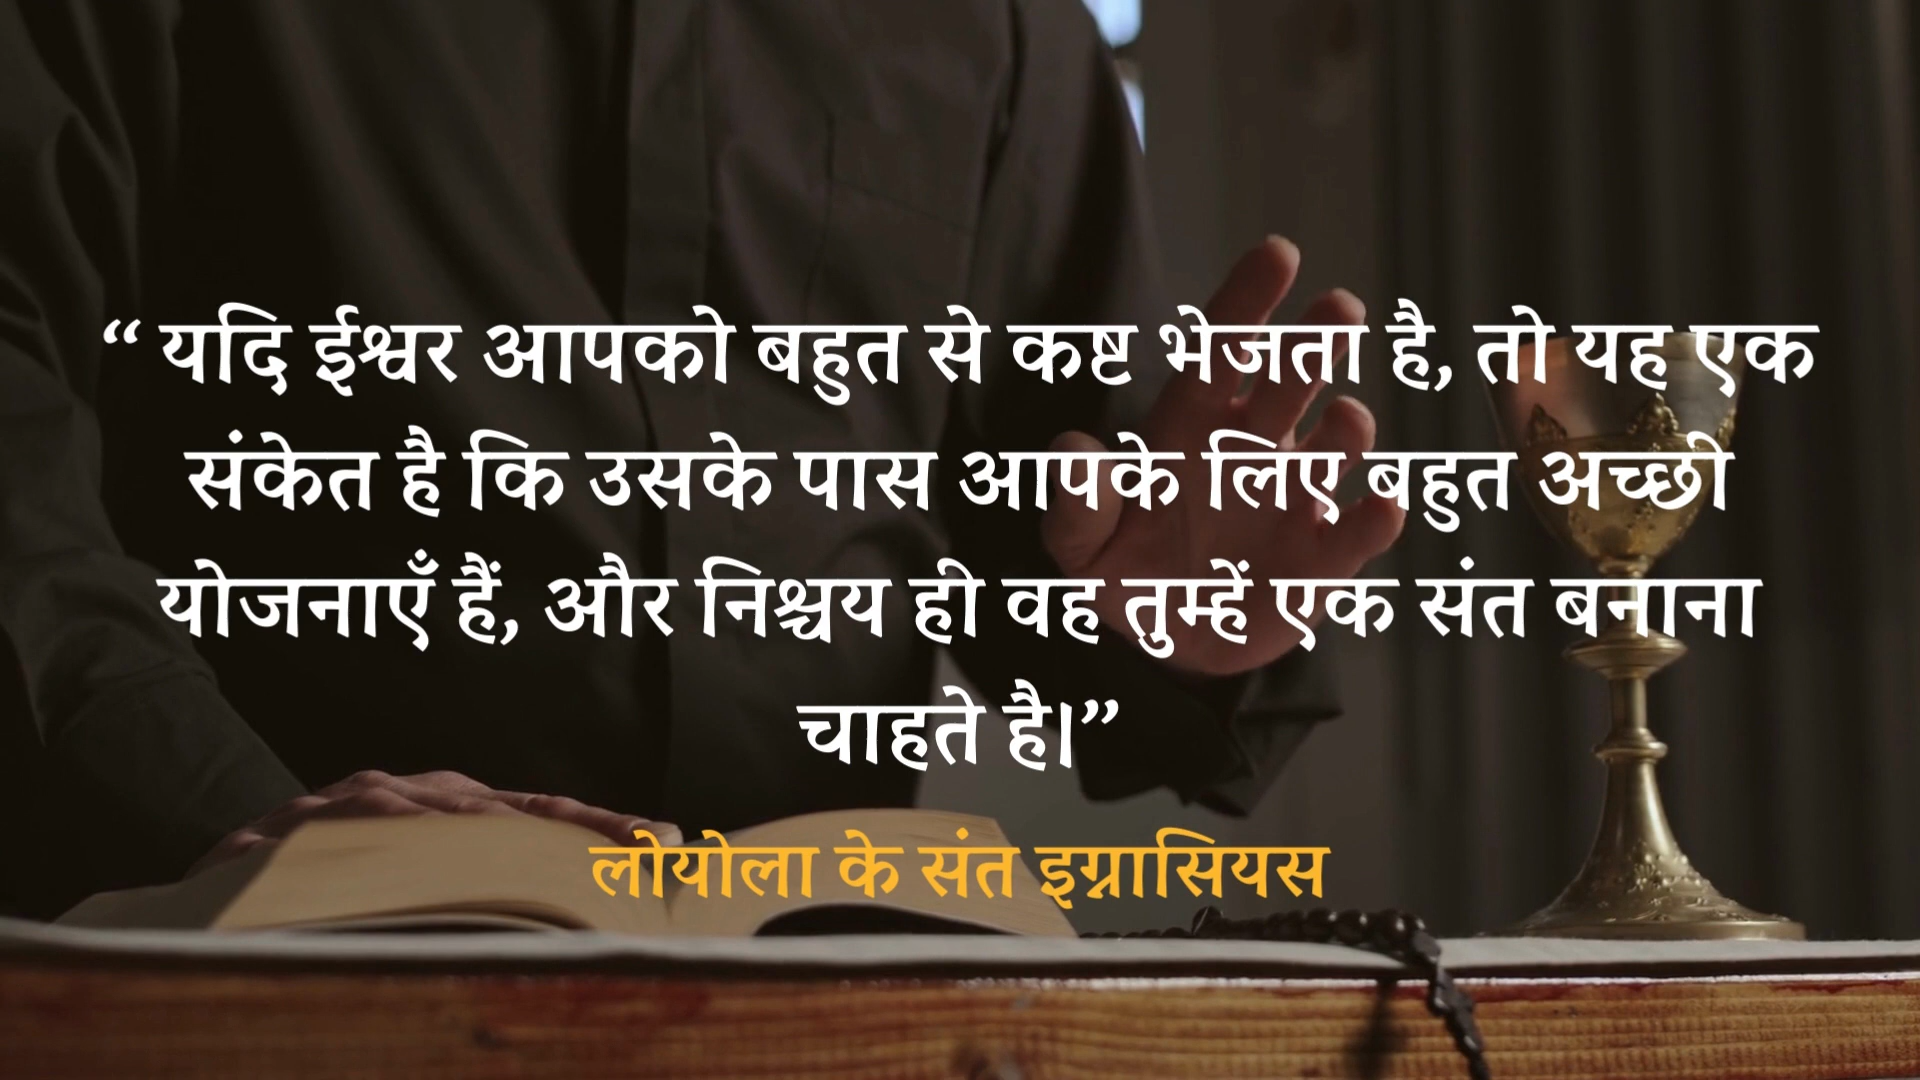 “ यदि ईश्वर आपको बहुत से कष्ट भेजता है, तो यह एक
संकेत है कि उसके पास आपके लिए बहुत अच्छी
योजनाएँ हैं, और निश्चय ही वह तुम्हें एक संत बनाना
चाहते है।”
लोयोला के संत इग्नासियस